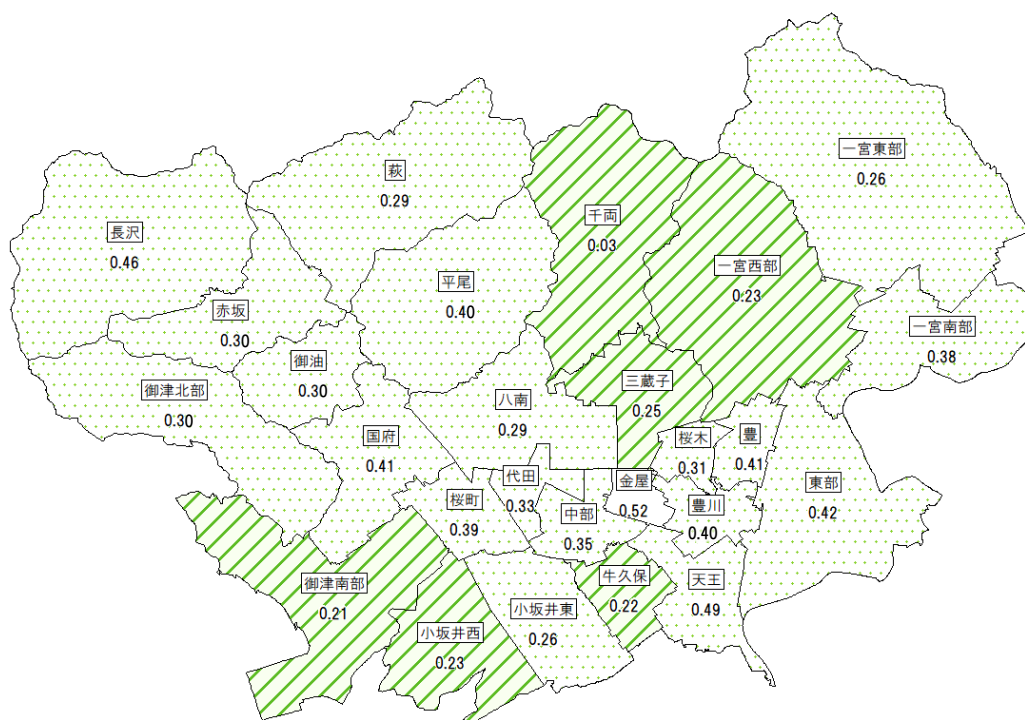 一宮東部
0.26
萩
0.29
千両
0.03
長沢
0.46
一宮西部
0.23
平尾
0.40
赤坂
0.30
一宮南部
0.38
御油
0.30
三蔵子
0.25
御津北部
0.30
八南
0.29
国府
0.41
桜木
0.31
豊
0.41
東部
0.42
代田
0.33
金屋
0.52
桜町
0.39
中部
0.35
豊川
0.40
御津南部
0.21
牛久保
0.22
天王
0.49
小坂井東
0.26
小坂井西
0.23